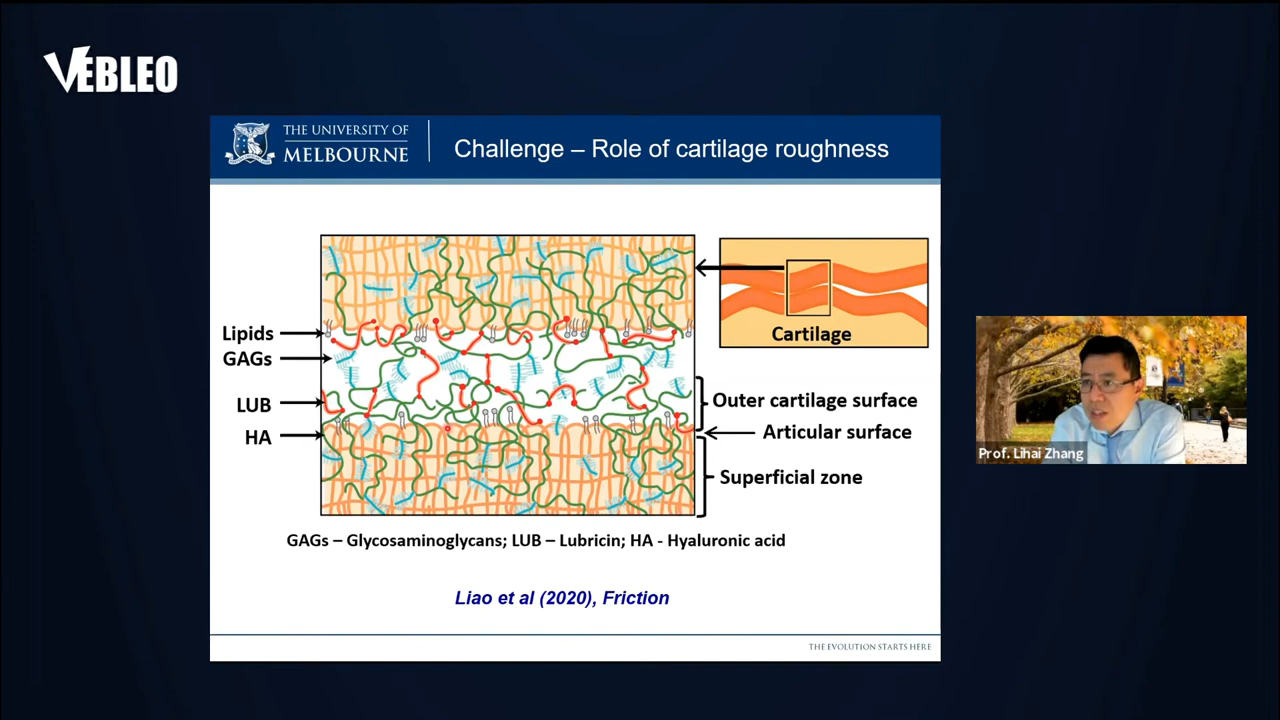 VEBLEO
THE UNIVERSITY OF
MELBOURNE
Challenge – Role of cartilage roughness
Lipids
GAGs
LUB
HA
Cartilage
Outer cartilage surface
Articular surface
Superficial zone
GAGs – Glycosaminoglycans; LUB – Lubricin; HA - Hyaluronic acid
Liao et al (2020), Friction
THE EVOLUTION STARTS HERE
Prof. Lihai Zhang